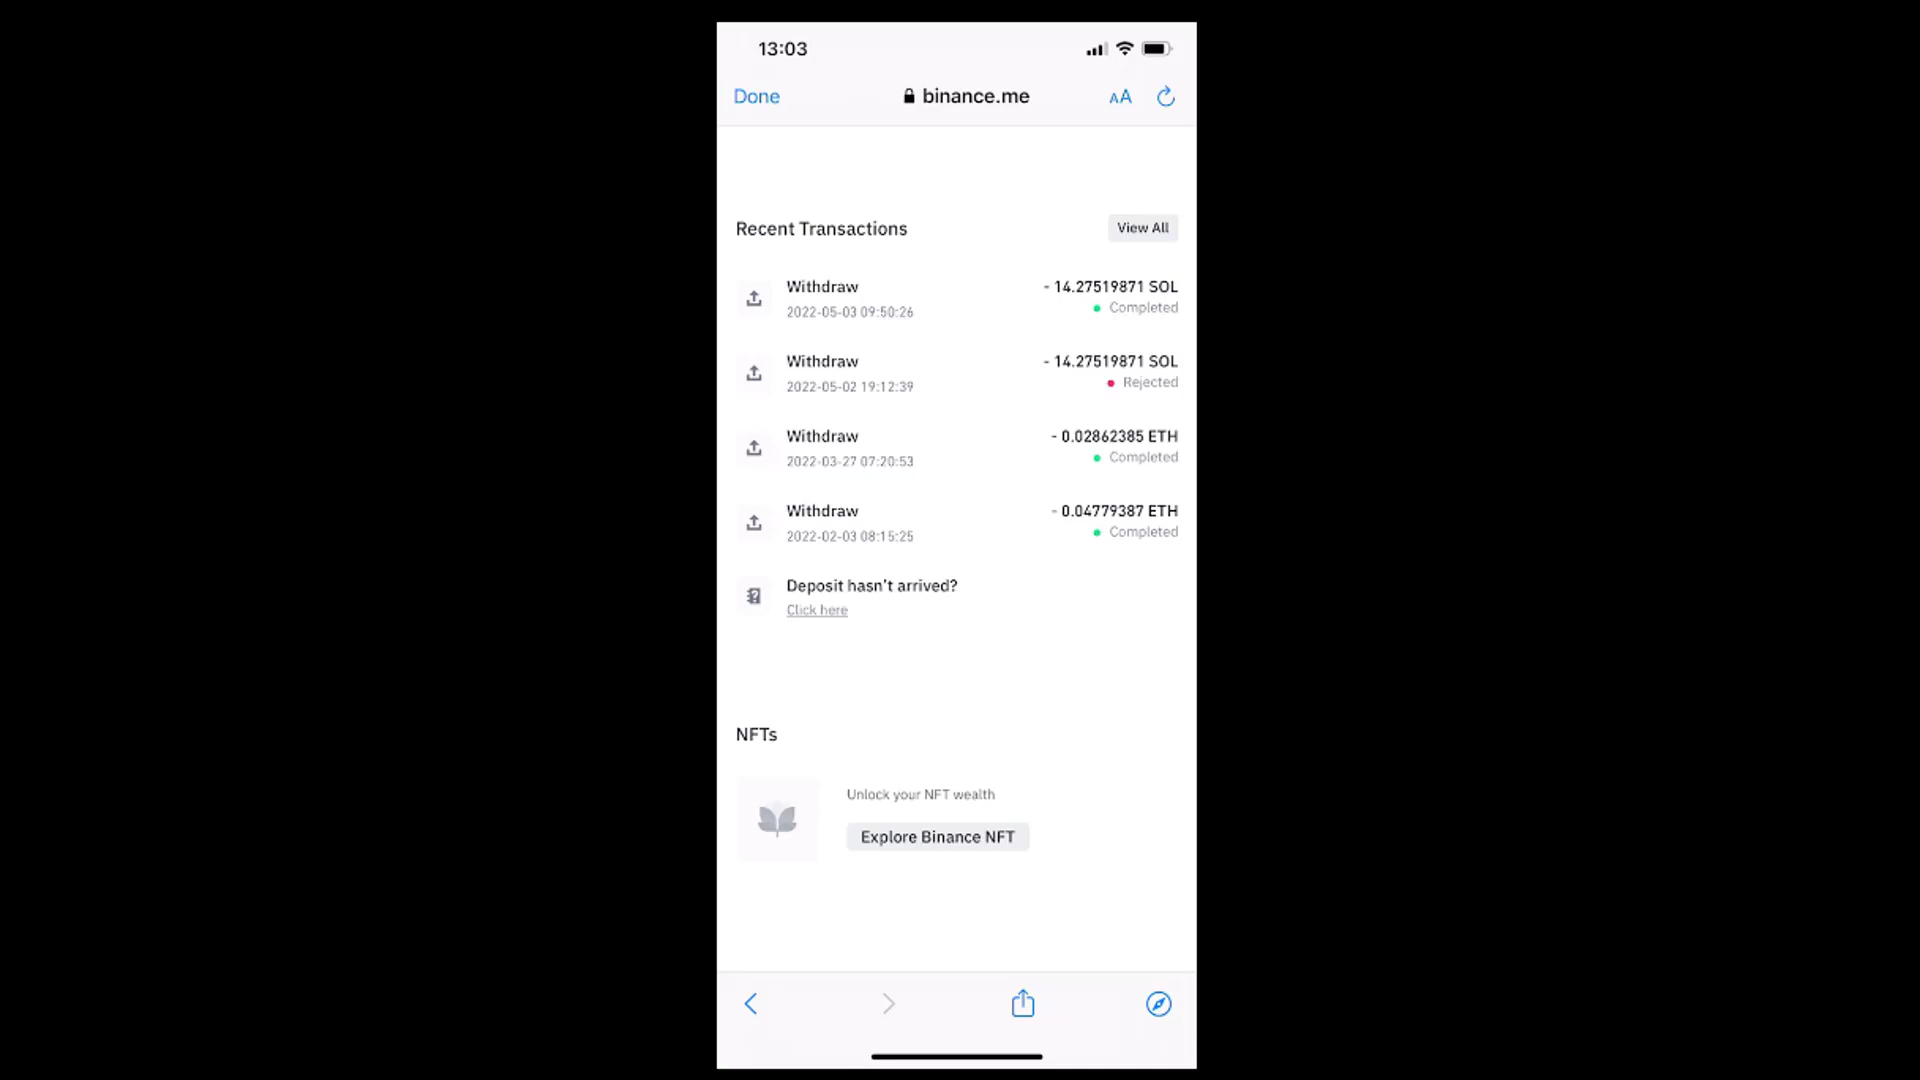 13:03
Done
binance.me
AA
Recent Transactions
View All
Withdraw
- 14.27519871 SOL
2022-05-03 09:50:26
Completed
Withdraw
- 14.27519871 SOL
2022-05-02 19:12:39
Rejected
Withdraw
- 0.02862385 ETH
2022-03-27 07:20:53
Completed
Withdraw
- 0.04779387 ETH
2022-02-03 08:15:25
Completed
Deposit hasn't arrived?
Click here
NFTs
Unlock your NFT wealth
Explore Binance NFT